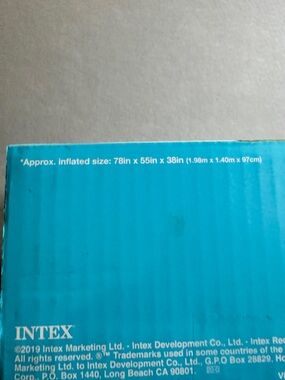 *Approx. inflated size: 78in x 55in x 38in (1.98m x 1.40m x 97cm)
INTEX
©2019 Intex Marketing Ltd. - Intex Development Co., Ltd. - Intex
All rights reserved. ®™ Trademarks used in some countries of the
Marketing Ltd. to Intex Development Co., Ltd., G.P.O Box 28829,
Corp., P.O. Box 1440, Long Beach CA 90801.